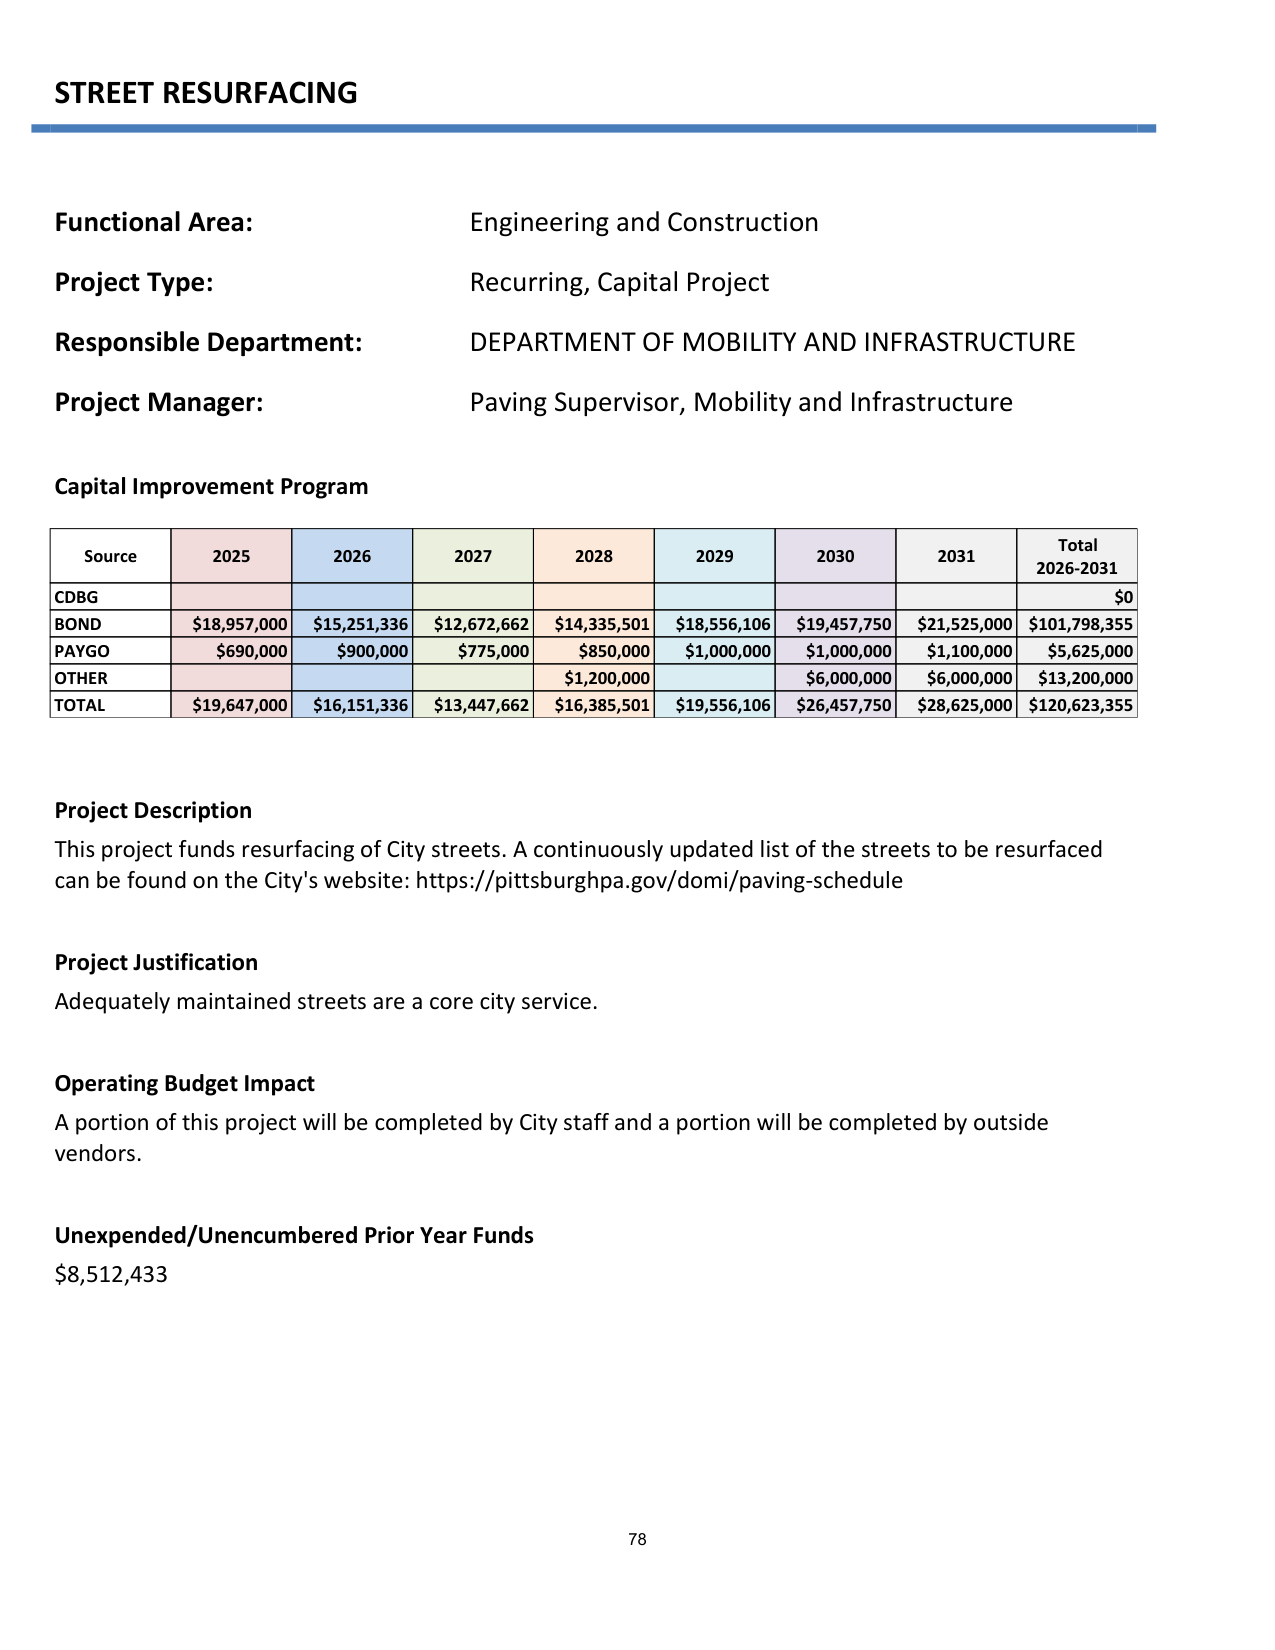 STREET RESURFACING
Functional Area: Engineering and Construction
Project Type: Recurring, Capital Project
Responsible Department: DEPARTMENT OF MOBILITY AND INFRASTRUCTURE
Project Manager: Paving Supervisor, Mobility and Infrastructure
Capital Improvement Program
Source 2025 2026 2027 2028 2029 2030 2031 Total 2026-2031
CDBG $0
BOND $18,957,000 $15,251,336 $12,672,662 $14,335,501 $18,556,106 $19,457,750 $21,525,000 $101,798,355
PAYGO $690,000 $900,000 $775,000 $850,000 $1,000,000 $1,000,000 $1,100,000 $5,625,000
OTHER $1,200,000 $6,000,000 $6,000,000 $13,200,000
TOTAL $19,647,000 $16,151,336 $13,447,662 $16,385,501 $19,556,106 $26,457,750 $28,625,000 $120,623,355
Project Description
This project funds resurfacing of City streets. A continuously updated list of the streets to be resurfaced
can be found on the City's website: https://pittsburghpa.gov/domi/paving-schedule
Project Justification
Adequately maintained streets are a core city service.
Operating Budget Impact
A portion of this project will be completed by City staff and a portion will be completed by outside
vendors.
Unexpended/Unencumbered Prior Year Funds
$8,512,433
78